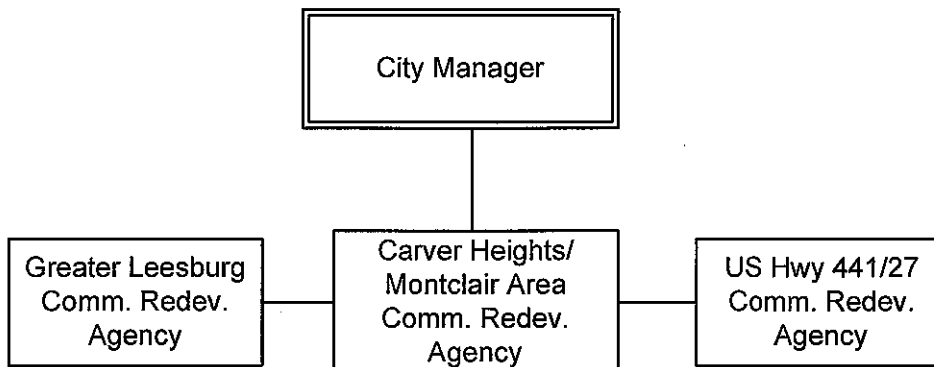 City Manager
Greater Leesburg
Comm. Redev.
Agency
Carver Heights/
Montclair Area
Comm. Redev.
Agency
US Hwy 441/27
Comm. Redev.
Agency